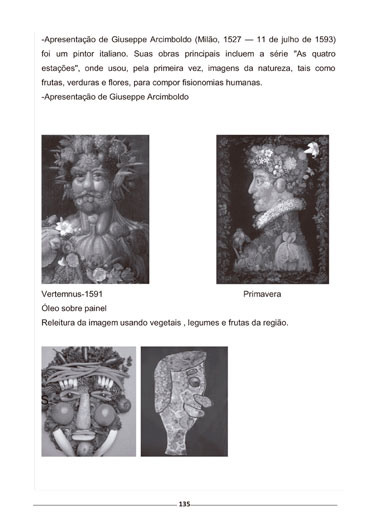 -Apresentação de Giuseppe Arcimboldo (Milão, 1527 — 11 de julho de 1593)
foi um pintor italiano. Suas obras principais incluem a série "As quatro
estações", onde usou, pela primeira vez, imagens da natureza, tais como
frutas, verduras e flores, para compor fisionomias humanas.
-Apresentação de Giuseppe Arcimboldo
Vertemnus-1591 Primavera
Óleo sobre painel
Releitura da imagem usando vegetais , legumes e frutas da região.
135